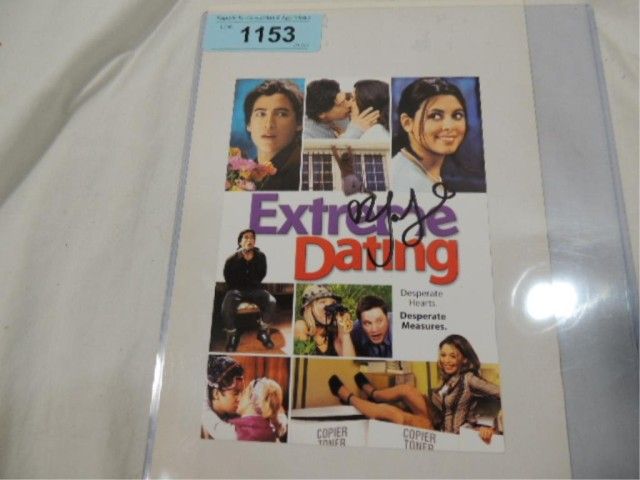 1153
Extreme
Dating
Desperate
Hearts.
Desperate
Measures.
COPIER
TONER
COPIER
TONER